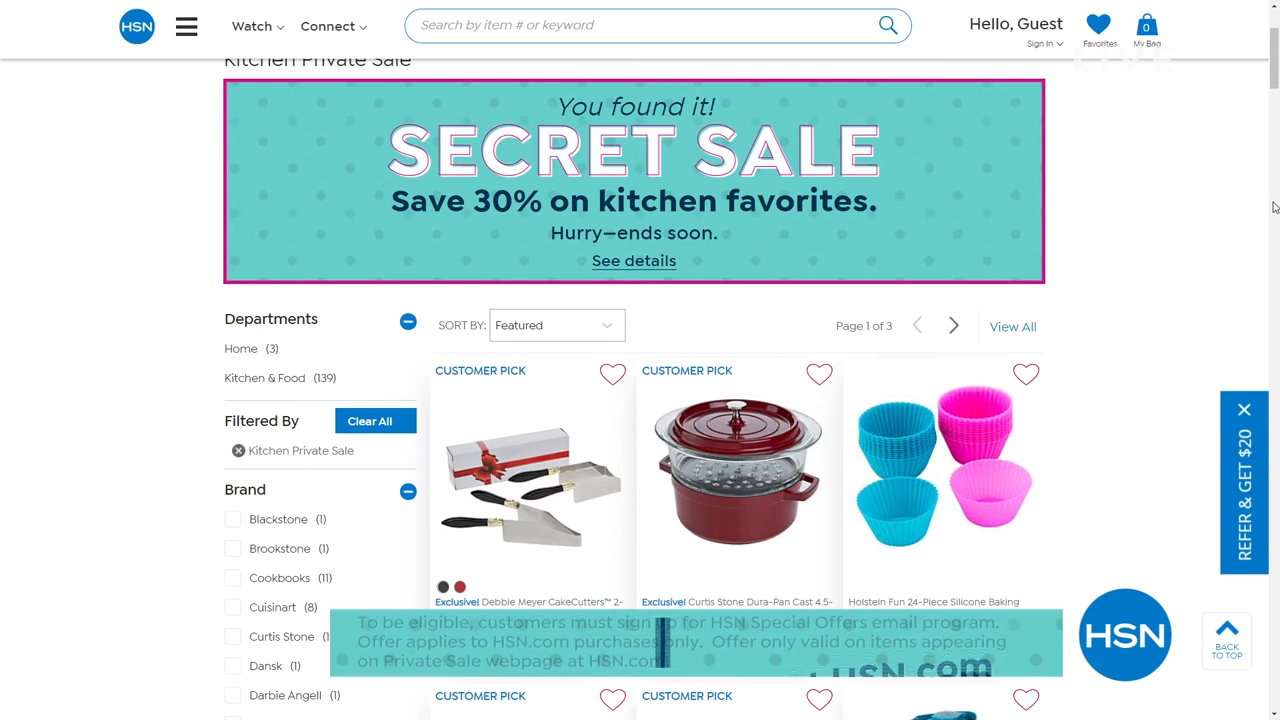 HSN
Watch
Connect
Search by item # or keyword
Hello, Guest
Sign In
Favorites
0
My Bag
LIVE
Kitchen Private Sale
You found it!
SECRET SALE
Save 30% on kitchen favorites.
Hurry—ends soon.
See details
Departments
Home (3)
Kitchen & Food (139)
Filtered By
Clear All
Kitchen Private Sale
Brand
Blackstone (1)
Brookstone (1)
Cookbooks (11)
Cuisinart (8)
Curtis Stone (1
Dansk (1)
Darbie Angell (1)
SORT BY: Featured
Page 1 of 3
View All
CUSTOMER PICK
CUSTOMER PICK
Exclusive! Debbie Meyer CakeCutters™ 2-
Exclusive! Curtis Stone Dura-Pan Cast 4.5-
Holstein Fun 24-Piece Silicone Baking
To be eligible, customers must sign up for HSN Special Offers email program.
Offer applies to HSN.com purchases only. Offer only valid on items appearing
on Private Sale webpage at HSN.com
HSN.com
HSN
CUSTOMER PICK
CUSTOMER PICK
REFER & GET $20
BACK
TO TOP